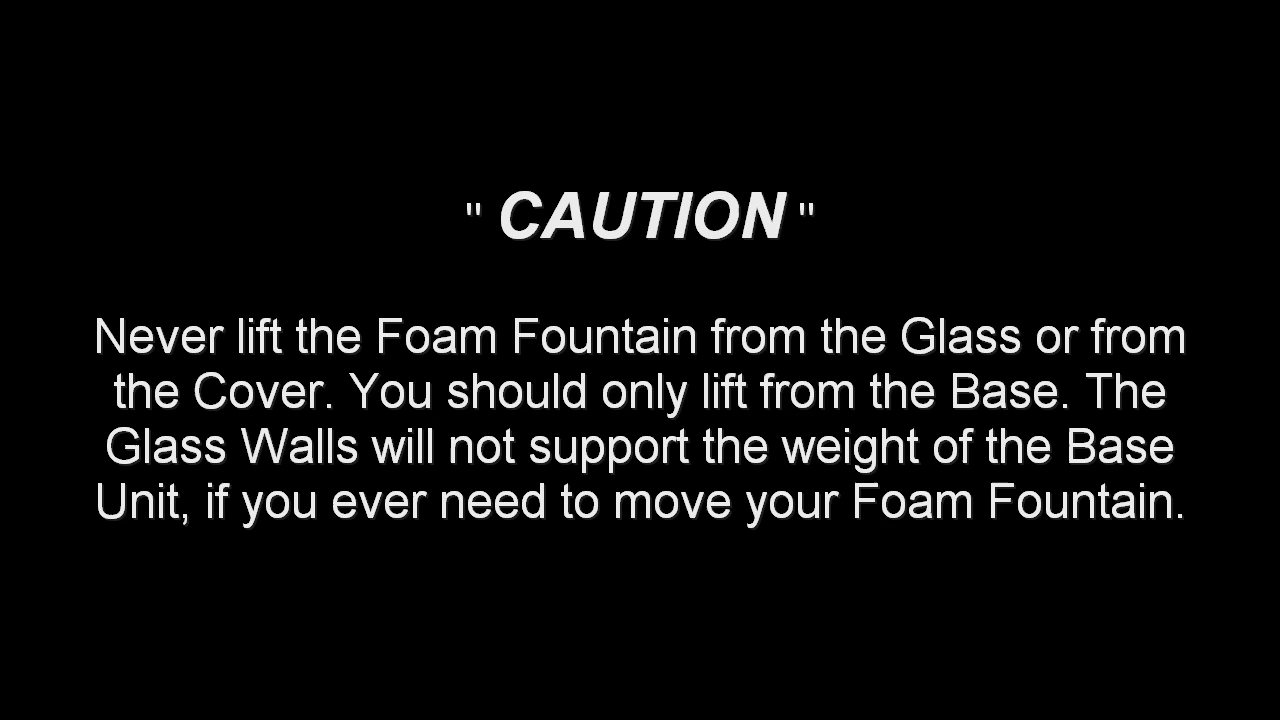 " CAUTION "
Never lift the Foam Fountain from the Glass or from
the Cover. You should only lift from the Base. The
Glass Walls will not support the weight of the Base
Unit, if you ever need to move your Foam Fountain.